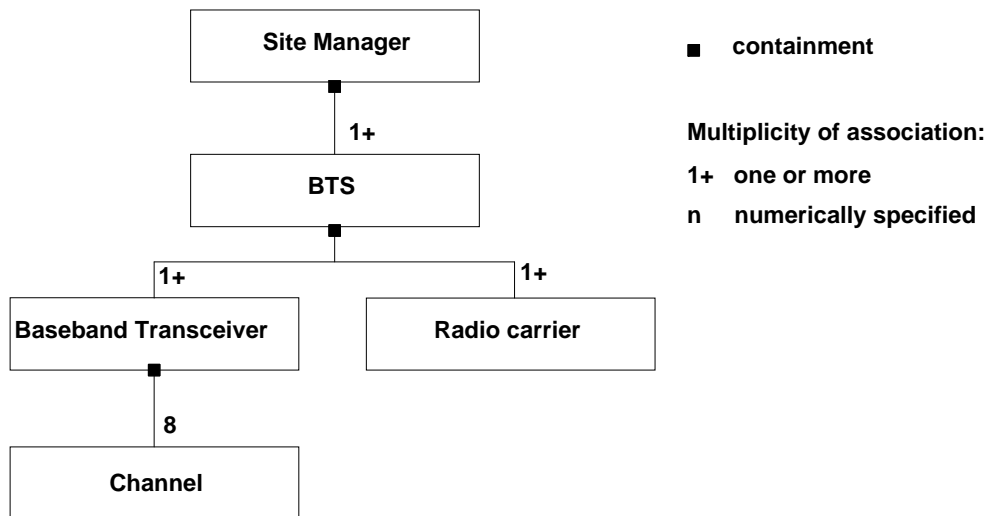 Site Manager
containment
1+
Multiplicity of association:
1+ one or more
BTS
n numerically specified
1+
1+
Baseband Transceiver
Radio carrier
8
Channel